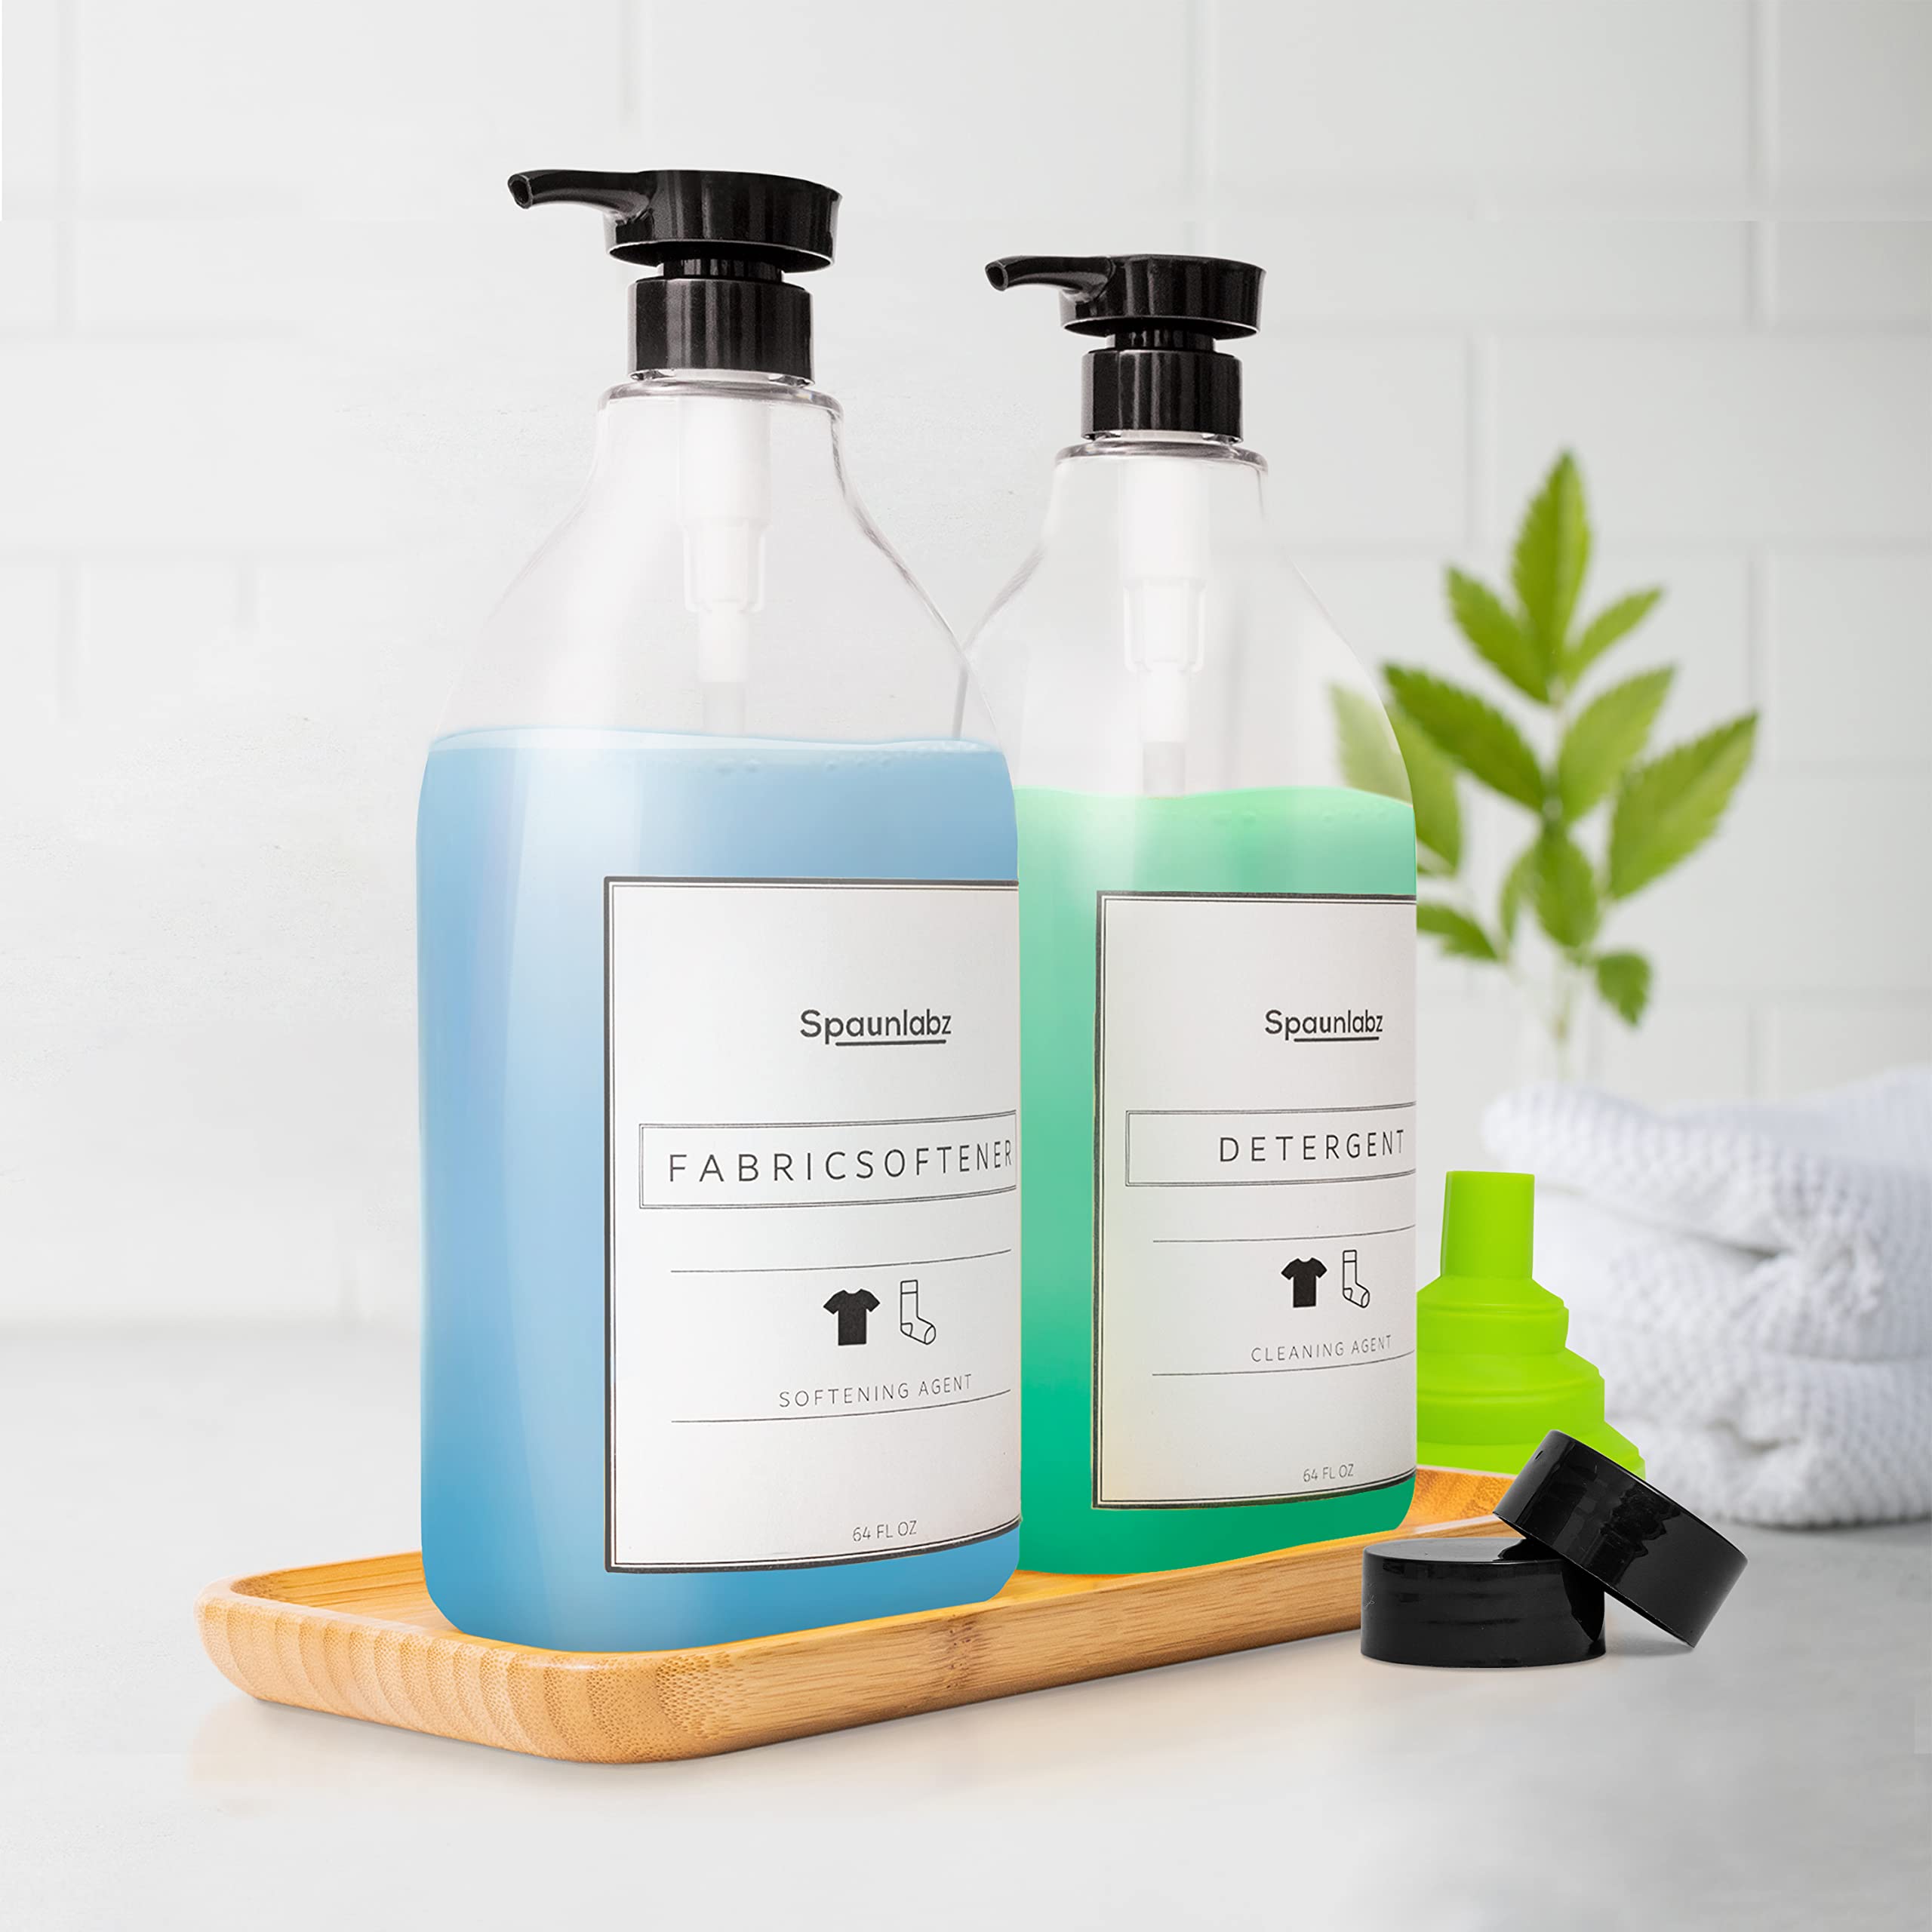 Spaunlabz
FABRICSOFTENER
SOFTENING AGENT
64 FL OZ
Spaunlabz
DETERGENT
CLEANING AGENT
64 FL OZ